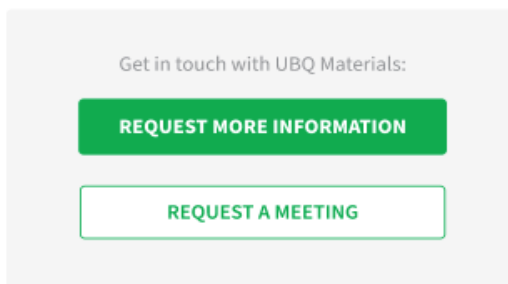 Get in touch with UBQ Materials:
REQUEST MORE INFORMATION
REQUEST A MEETING